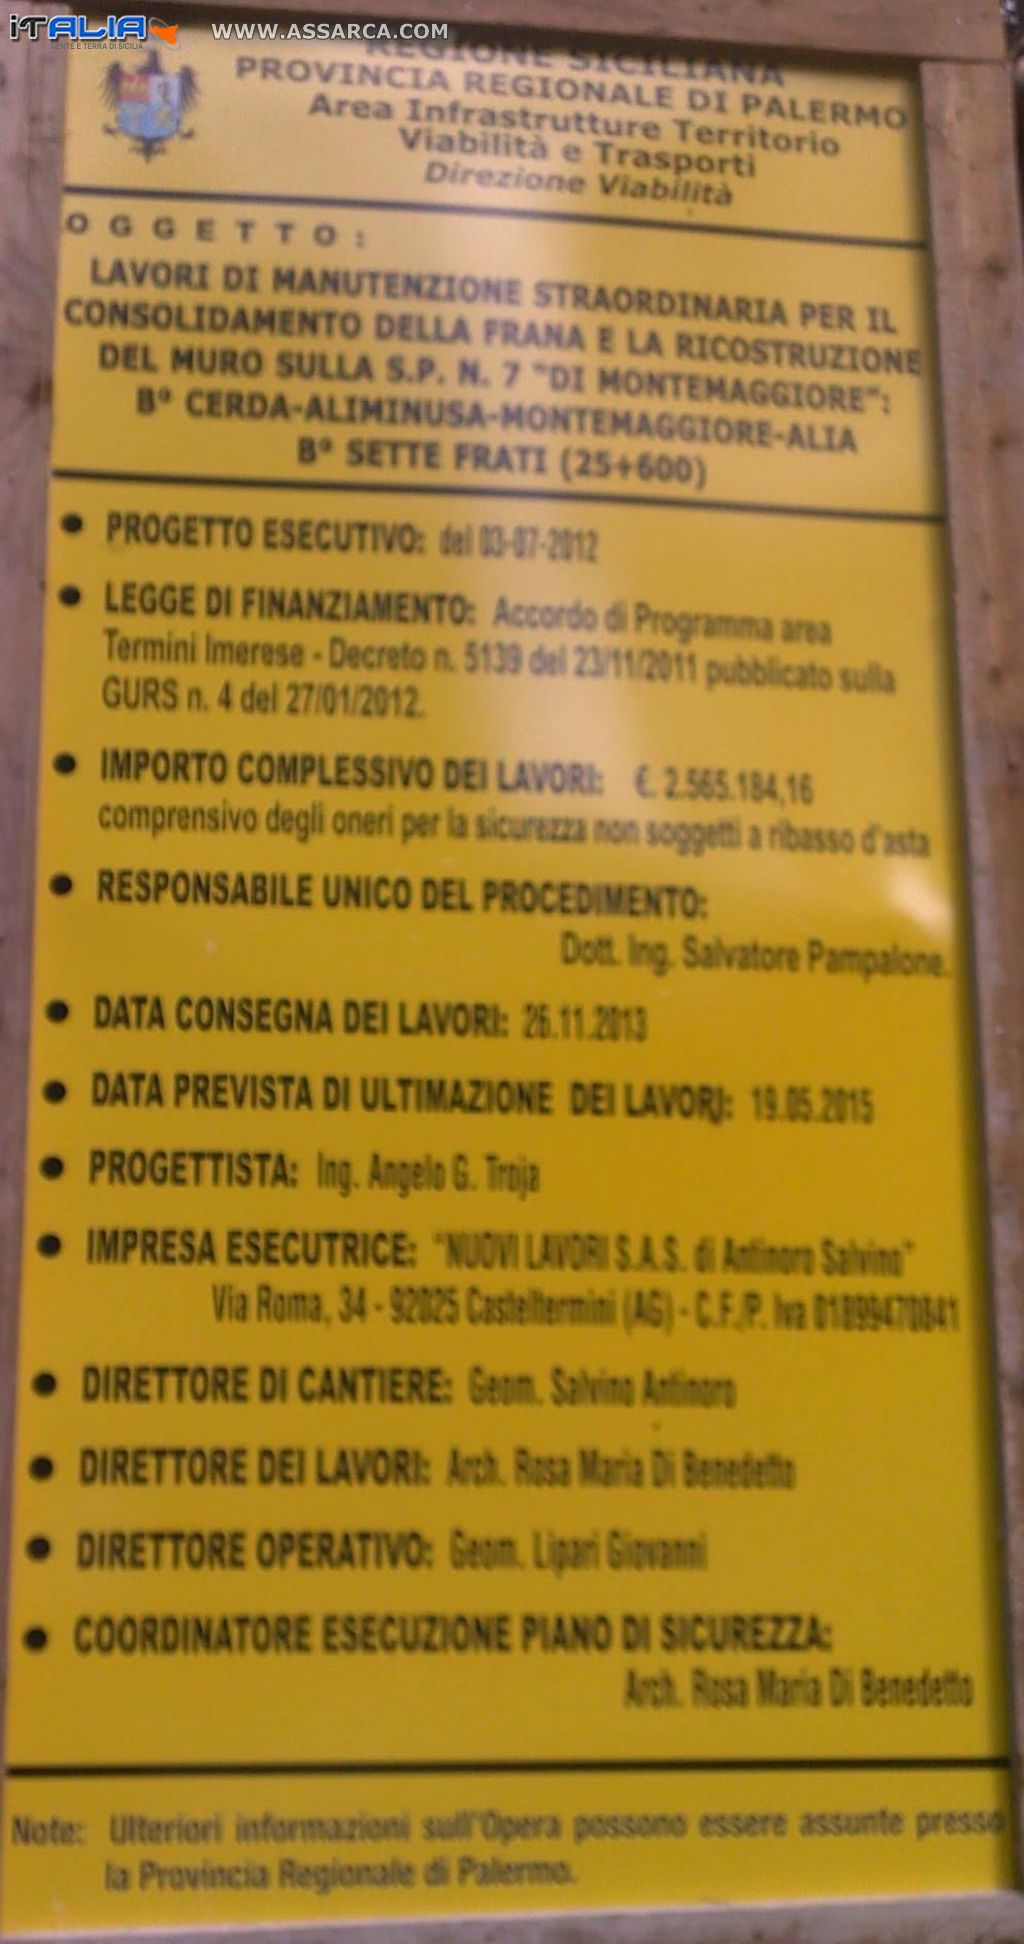 iTALIA
GENTE E TERRA DI SICILIA
WWW.ASSARCA.COM
REGIONE SICILIANA
PROVINCIA REGIONALE DI PALERMO
Area Infrastrutture Territorio
Viabilità e Trasporti
Direzione Viabilità
OGGETTO:
LAVORI DI MANUTENZIONE STRAORDINARIA PER IL
CONSOLIDAMENTO DELLA FRANA E LA RICOSTRUZIONE
DEL MURO SULLA S.P. N. 7 "DI MONTEMAGGIORE":
B° CERDA-ALIMINUSA-MONTEMAGGIORE-ALIA
B° SETTE FRATI (25+600)
• PROGETTO ESECUTIVO: del 03-07-2012
• LEGGE DI FINANZIAMENTO: Accordo di Programma area
Termini Imerese - Decreto n. 5139 del 23/11/2011 pubblicato sulla
GURS n. 4 del 27/01/2012.
• IMPORTO COMPLESSIVO DEI LAVORI: €. 2.565.184,16
comprensivo degli oneri per la sicurezza non soggetti a ribasso d'asta
• RESPONSABILE UNICO DEL PROCEDIMENTO:
Dott. Ing. Salvatore Pampalone.
• DATA CONSEGNA DEI LAVORI: 26.11.2013
• DATA PREVISTA DI ULTIMAZIONE DEI LAVORI: 19.05.2015
• PROGETTISTA: Ing. Angelo G. Troja
• IMPRESA ESECUTRICE: "NUOVI LAVORI S.A.S. di Antinoro Salvino"
Via Roma, 34 - 92025 Casteltermini (AG) - C.F./P. Iva 01899470841
• DIRETTORE DI CANTIERE: Geom. Salvino Antinoro
• DIRETTORE DEI LAVORI: Arch. Rosa Maria Di Benedetto
• DIRETTORE OPERATIVO: Geom. Lipari Giovanni
• COORDINATORE ESECUZIONE PIANO DI SICUREZZA:
Arch. Rosa Maria Di Benedetto
Note: Ulteriori informazioni sull'Opera possono essere assunte presso
la Provincia Regionale di Palermo.